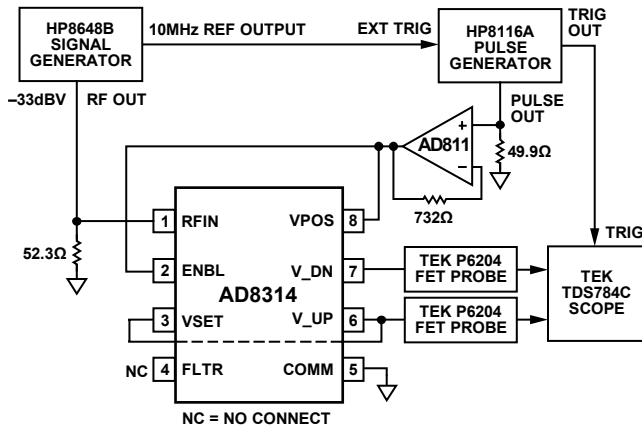 HP8648B
SIGNAL
GENERATOR
10MHz REF OUTPUT
EXT TRIG
HP8116A
PULSE
GENERATOR
TRIG
OUT
–33dBV
RF OUT
PULSE
OUT
+
AD811
–
49.9Ω
732Ω
52.3Ω
1 RFIN
VPOS 8
2 ENBL
V_DN 7
AD8314
3 VSET
V_UP 6
NC 4 FLTR
COMM 5
TEK P6204
FET PROBE
TEK P6204
FET PROBE
TRIG
TEK
TDS784C
SCOPE
NC = NO CONNECT